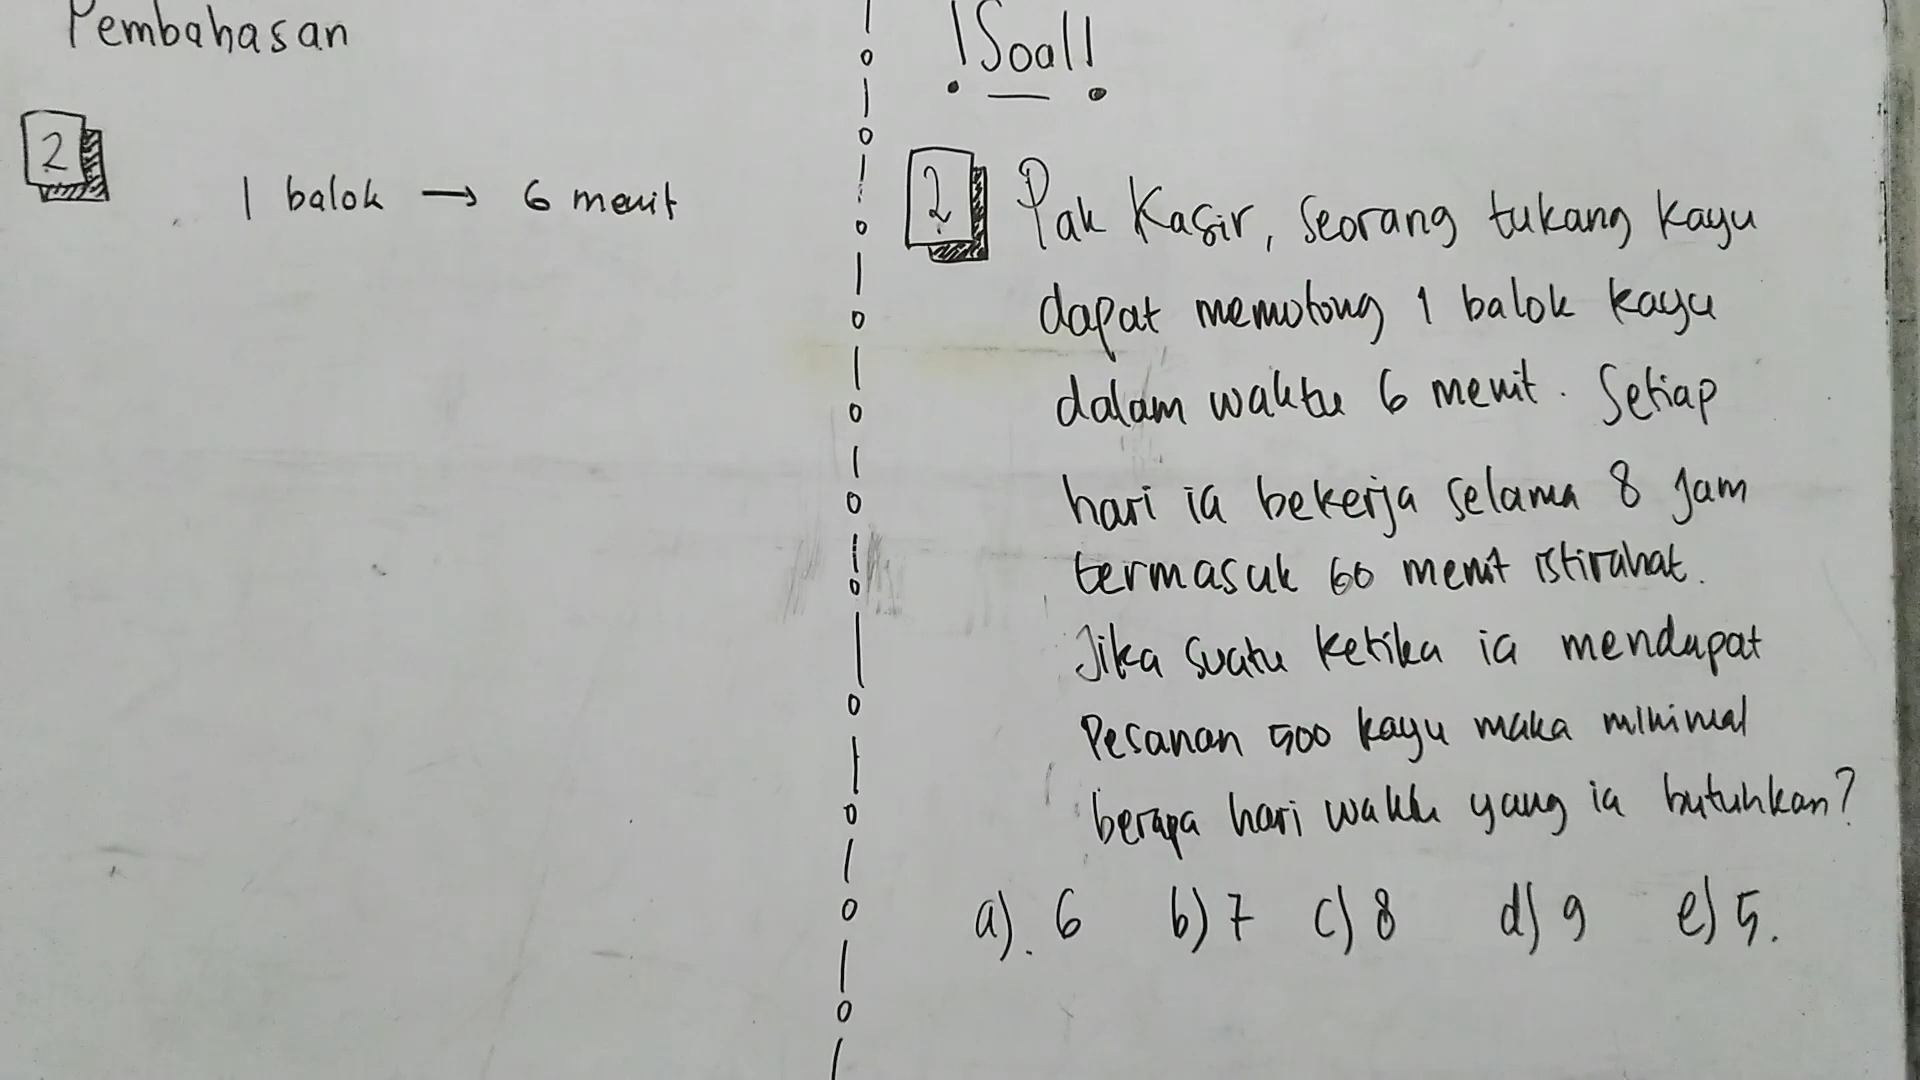 Pembahasan
2
1 balok → 6 menit
!Soal!
2
Pak Kasir, seorang tukang kayu
dapat memotong 1 balok kayu
dalam waktu 6 menit. Setiap
hari ia bekerja selama 8 jam
termasuk 60 menit istirahat.
Jika suatu ketika ia mendapat
Pesanan 500 kayu maka minimal
berapa hari waktu yang ia butuhkan?
a). 6 b) 7 c) 8 d) 9 e) 5.